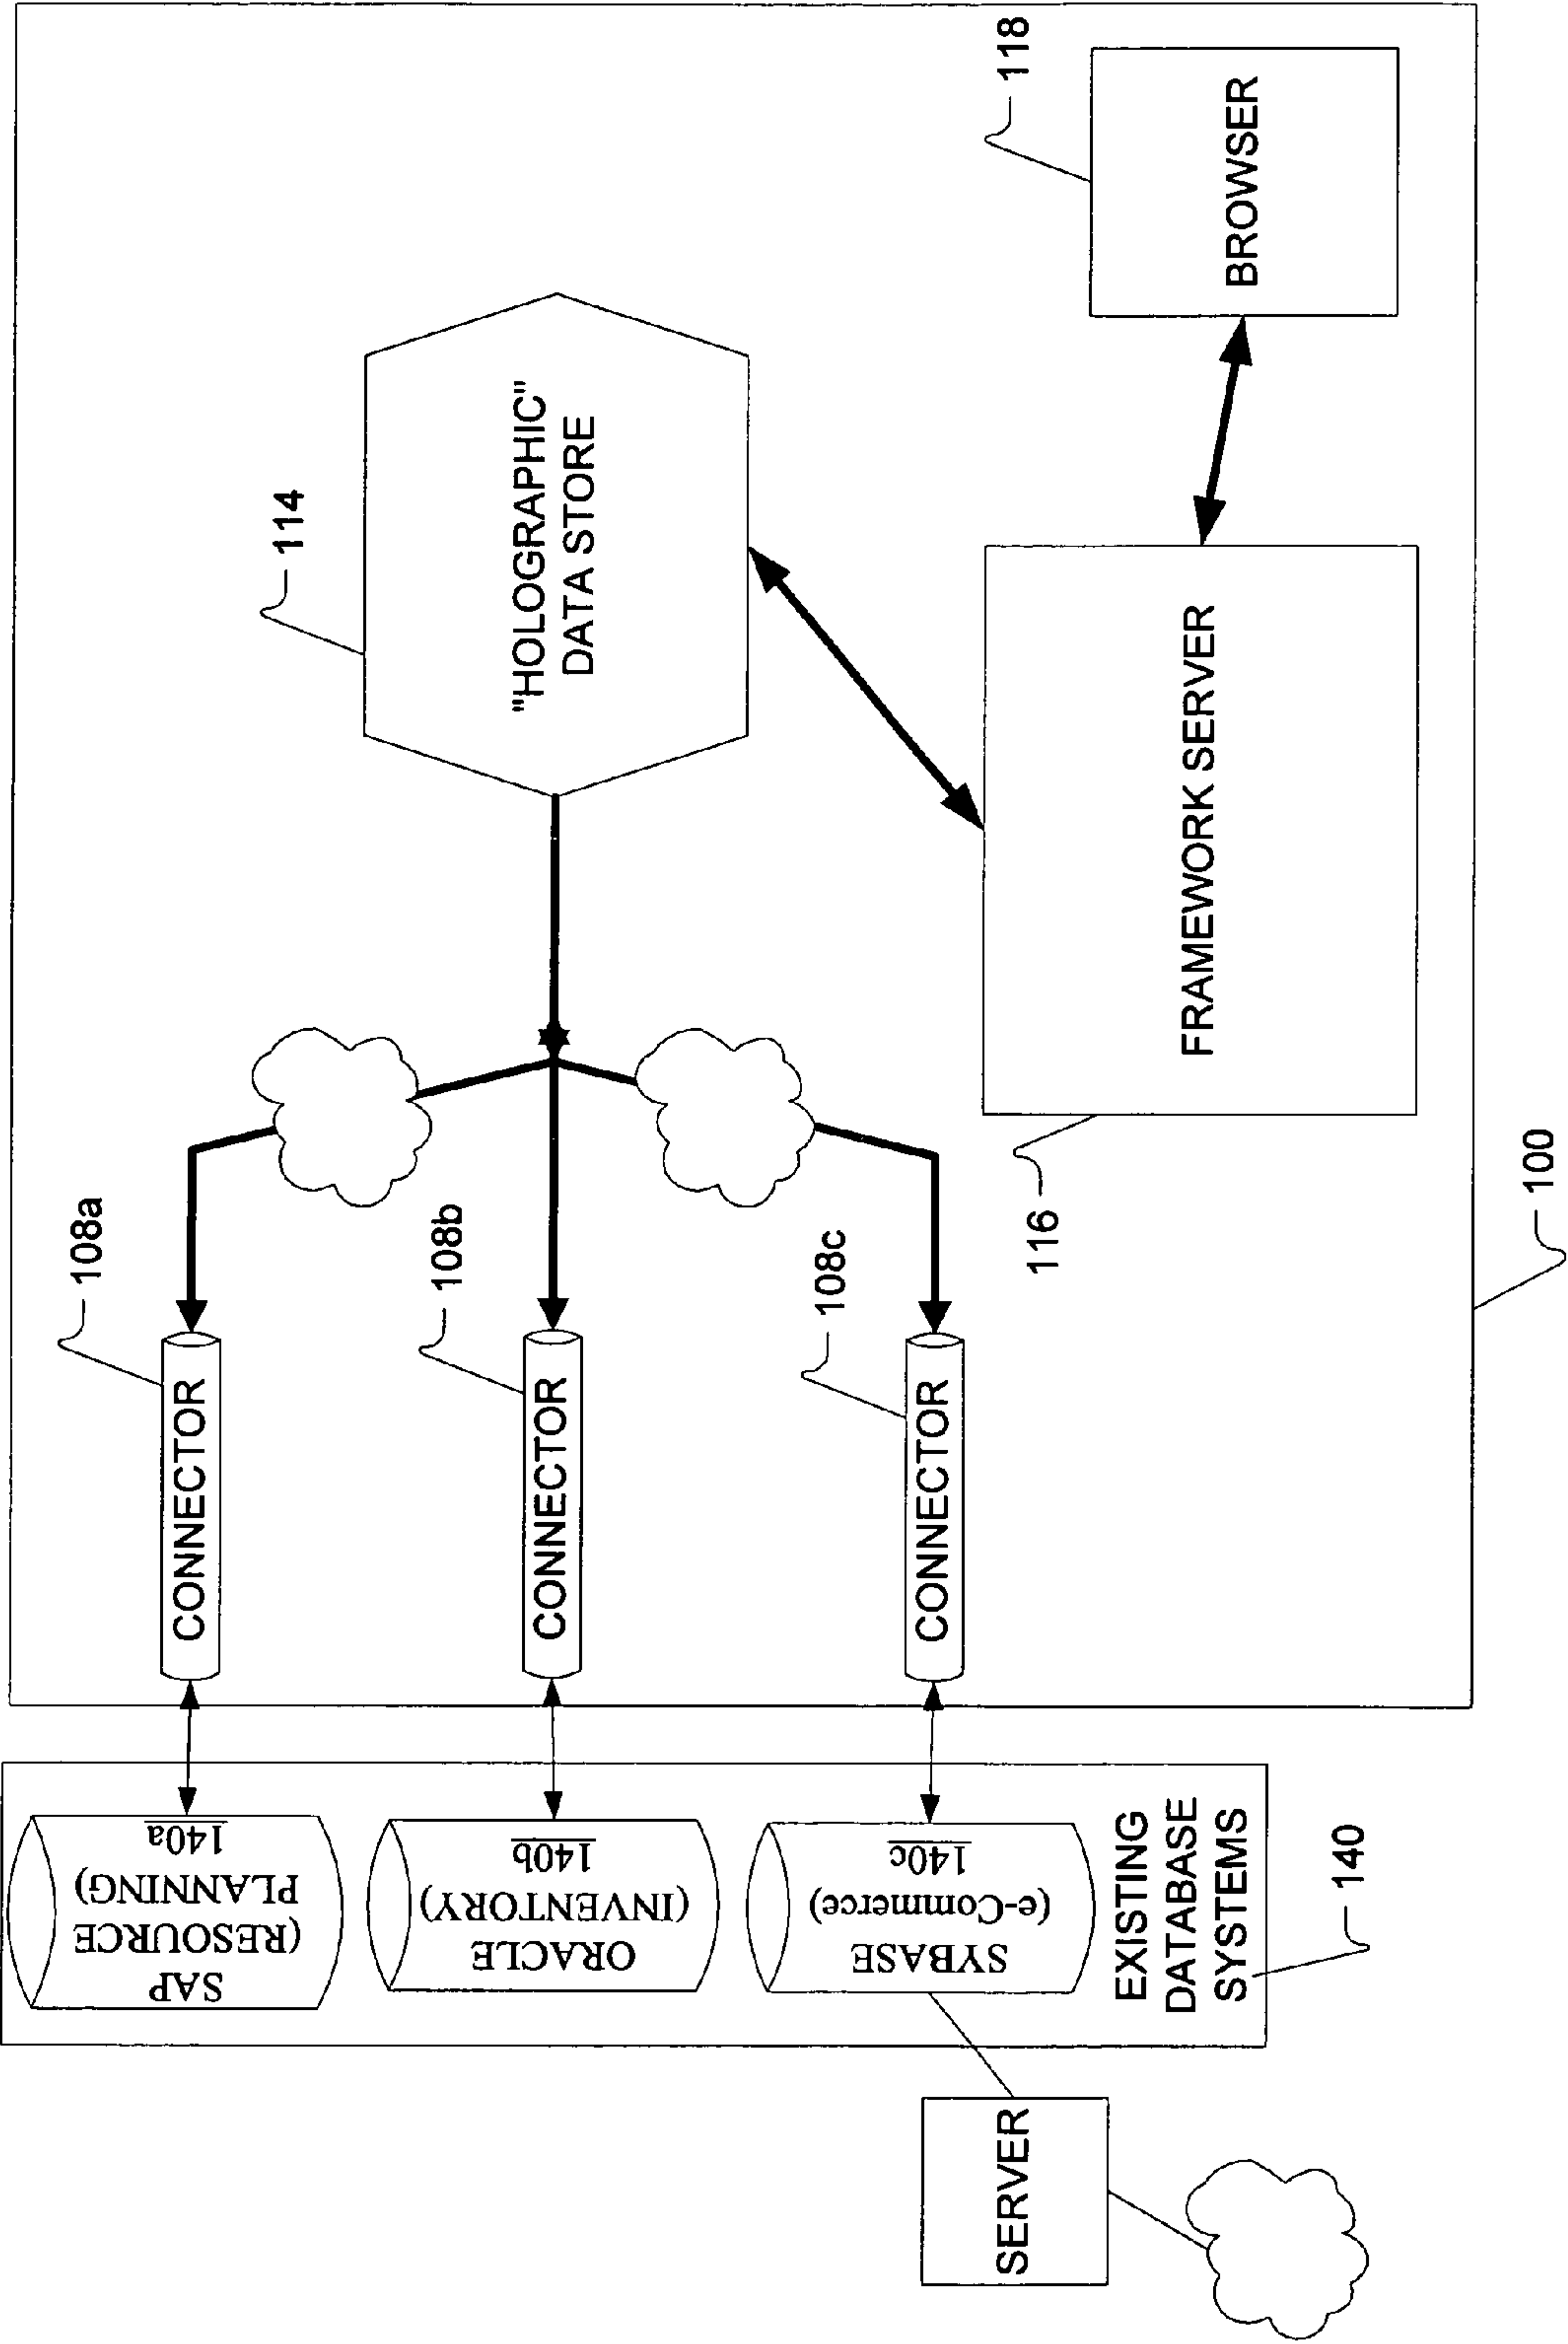 SAP
(RESOURCE
PLANNING)
140a
ORACLE
(INVENTORY)
140b
SYBASE
(e-Commerce)
140c
EXISTING
DATABASE
SYSTEMS
140
SERVER
CONNECTOR
108a
CONNECTOR
108b
CONNECTOR
108c
"HOLOGRAPHIC"
DATA STORE
114
FRAMEWORK SERVER
116
BROWSER
118
100